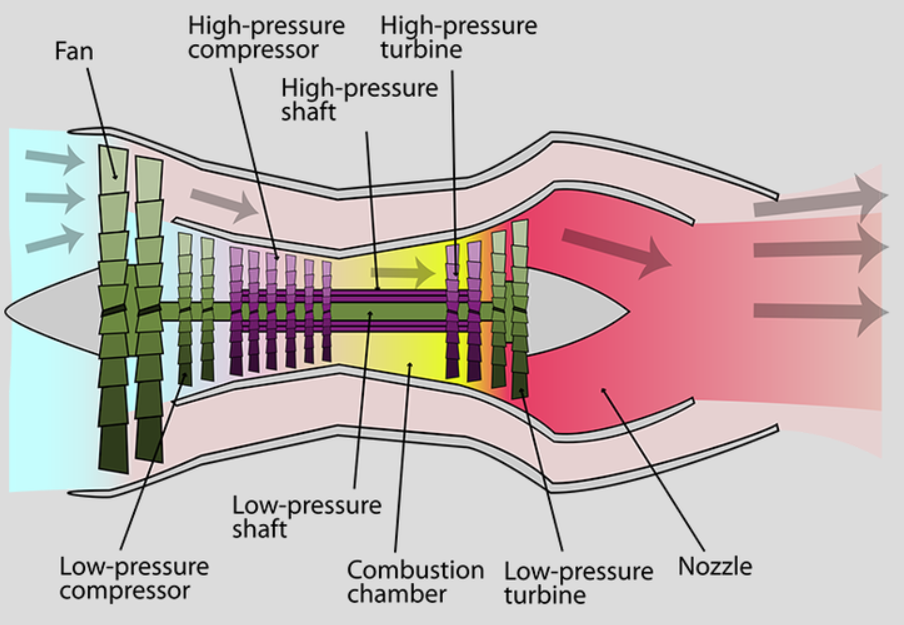 High-pressure
compressor
High-pressure
turbine
Fan
High-pressure
shaft
Low-pressure
shaft
Low-pressure
compressor
Combustion
chamber
Low-pressure
turbine
Nozzle